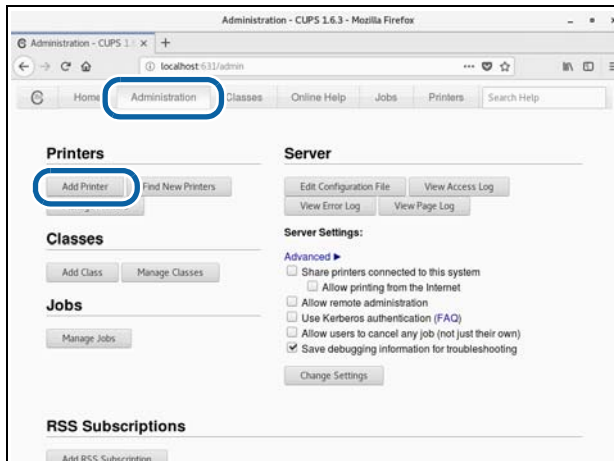 Administration - CUPS 1.6.3 - Mozilla Firefox
Administration - CUPS 1.
localhost:631/admin
Home Administration Classes Online Help Jobs Printers Search Help
Printers
Add Printer Find New Printers
Server
Edit Configuration File View Access Log
View Error Log View Page Log
Classes
Add Class Manage Classes
Server Settings:
Advanced ▶
Share printers connected to this system
Allow printing from the Internet
Allow remote administration
Use Kerberos authentication (FAQ)
Allow users to cancel any job (not just their own)
Save debugging information for troubleshooting
Change Settings
Jobs
Manage Jobs
RSS Subscriptions
Add RSS Subscription